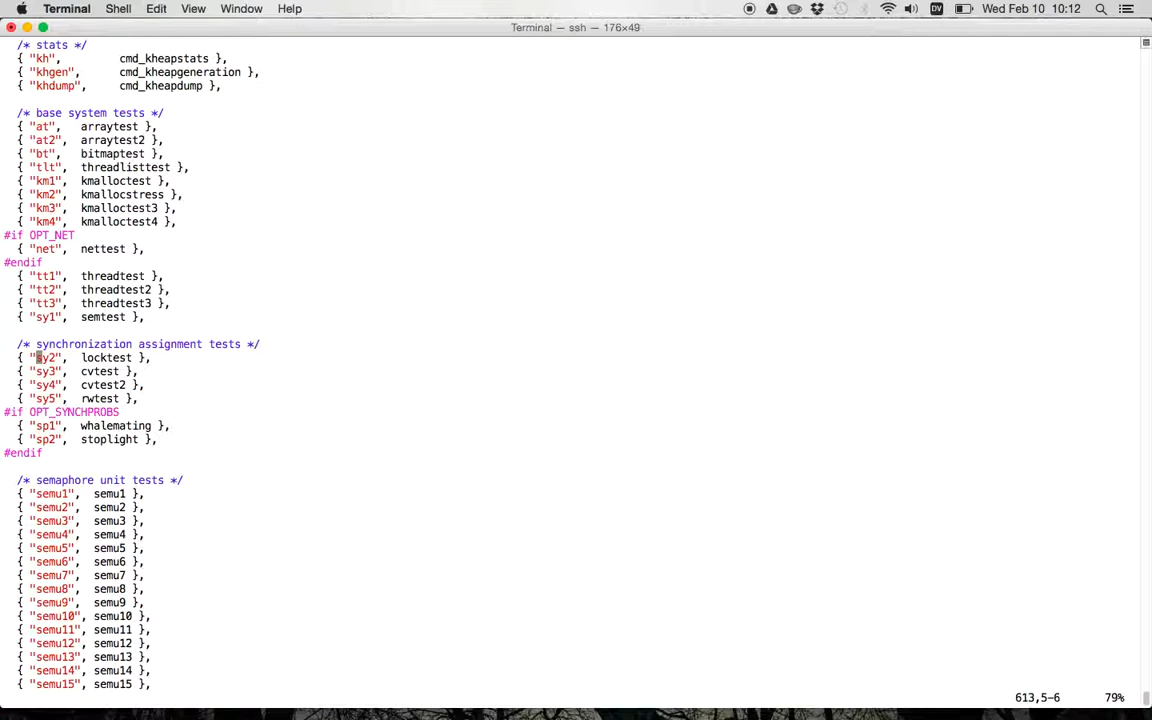 Terminal Shell Edit View Window Help DV Wed Feb 10 10:12
Terminal — ssh — 176×49
/* stats */
{ "kh", cmd_kheapstats },
{ "khgen", cmd_kheapgeneration },
{ "khdump", cmd_kheapdump },
/* base system tests */
{ "at", arraytest },
{ "at2", arraytest2 },
{ "bt", bitmaptest },
{ "tlt", threadlisttest },
{ "km1", kmalloctest },
{ "km2", kmallocstress },
{ "km3", kmalloctest3 },
{ "km4", kmalloctest4 },
#if OPT_NET
{ "net", nettest },
#endif
{ "tt1", threadtest },
{ "tt2", threadtest2 },
{ "tt3", threadtest3 },
{ "sy1", semtest },
/* synchronization assignment tests */
{ "sy2", locktest },
{ "sy3", cvtest },
{ "sy4", cvtest2 },
{ "sy5", rwtest },
#if OPT_SYNCHPROBS
{ "sp1", whalemating },
{ "sp2", stoplight },
#endif
/* semaphore unit tests */
{ "semu1", semu1 },
{ "semu2", semu2 },
{ "semu3", semu3 },
{ "semu4", semu4 },
{ "semu5", semu5 },
{ "semu6", semu6 },
{ "semu7", semu7 },
{ "semu8", semu8 },
{ "semu9", semu9 },
{ "semu10", semu10 },
{ "semu11", semu11 },
{ "semu12", semu12 },
{ "semu13", semu13 },
{ "semu14", semu14 },
{ "semu15", semu15 },
613,5-6 79%